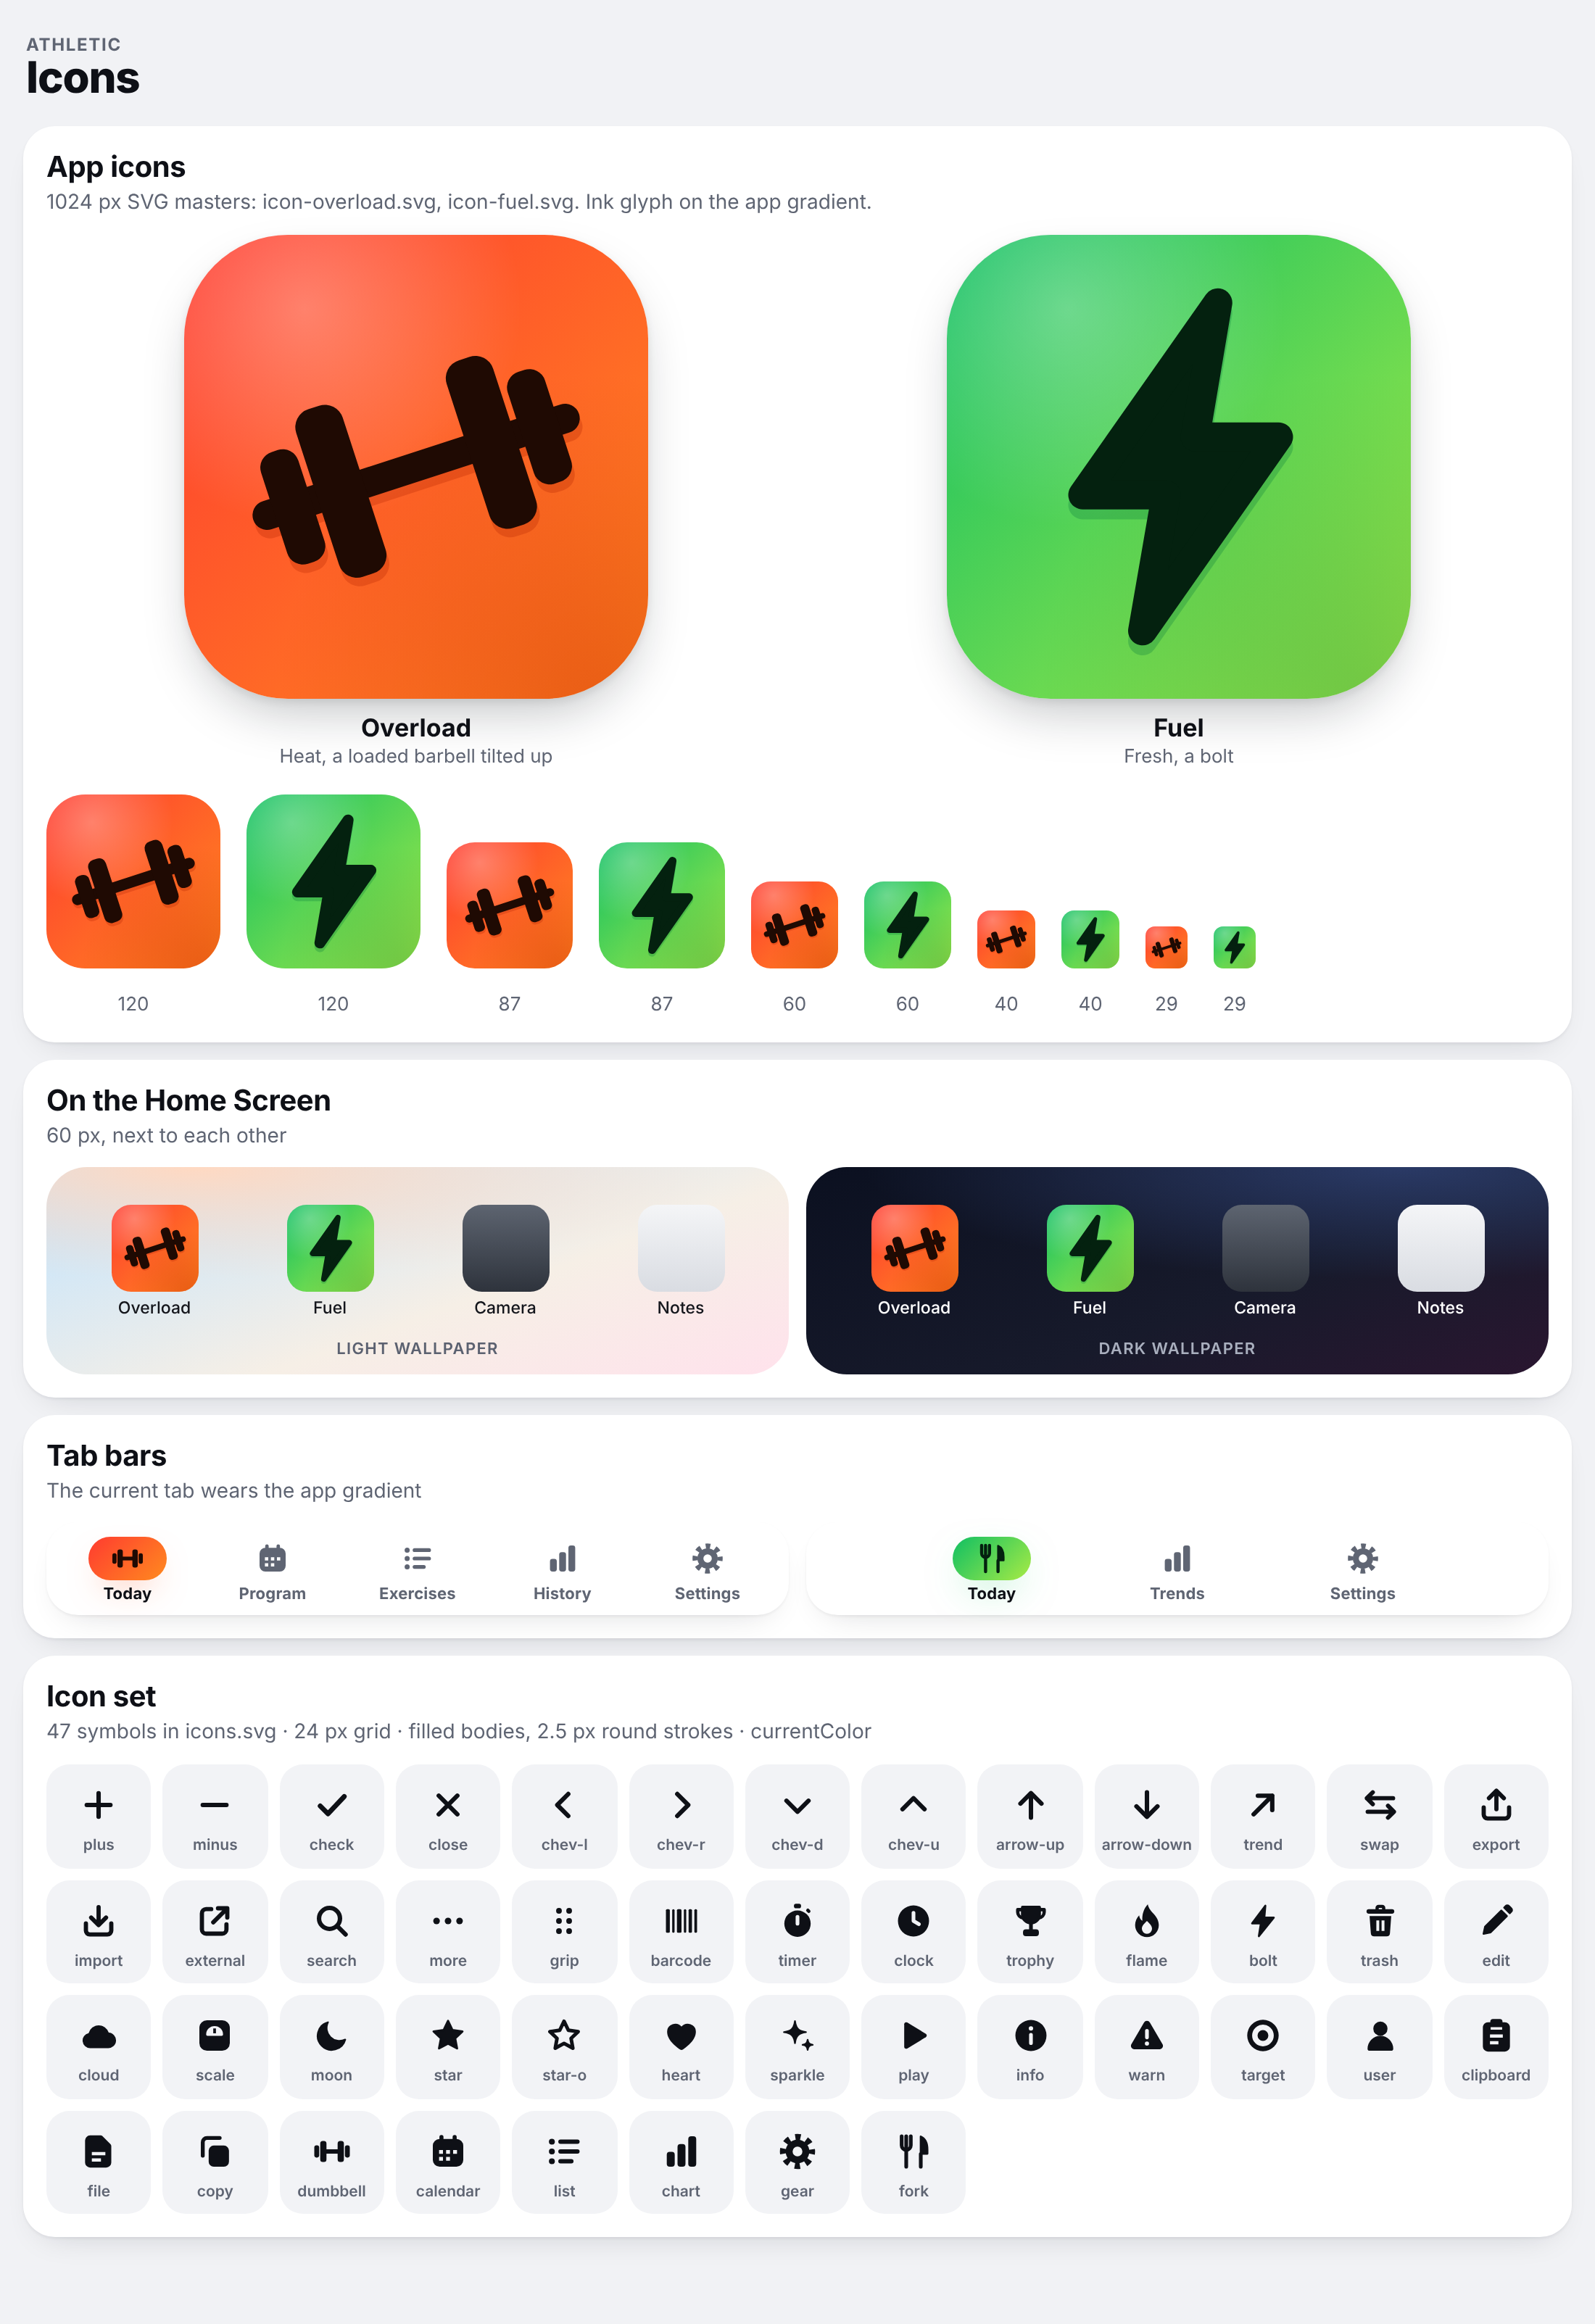 ATHLETIC
Icons
App icons
1024 px SVG masters: icon-overload.svg, icon-fuel.svg. Ink glyph on the app gradient.
Overload
Heat, a loaded barbell tilted up
Fuel
Fresh, a bolt
120 120 87 87 60 60 40 40 29 29
On the Home Screen
60 px, next to each other
Overload Fuel Camera Notes
LIGHT WALLPAPER
Overload Fuel Camera Notes
DARK WALLPAPER
Tab bars
The current tab wears the app gradient
Today Program Exercises History Settings
Today Trends Settings
Icon set
47 symbols in icons.svg · 24 px grid · filled bodies, 2.5 px round strokes · currentColor
plus minus check close chev-l chev-r chev-d chev-u arrow-up arrow-down trend swap export
import external search more grip barcode timer clock trophy flame bolt trash edit
cloud scale moon star star-o heart sparkle play info warn target user clipboard
file copy dumbbell calendar list chart gear fork